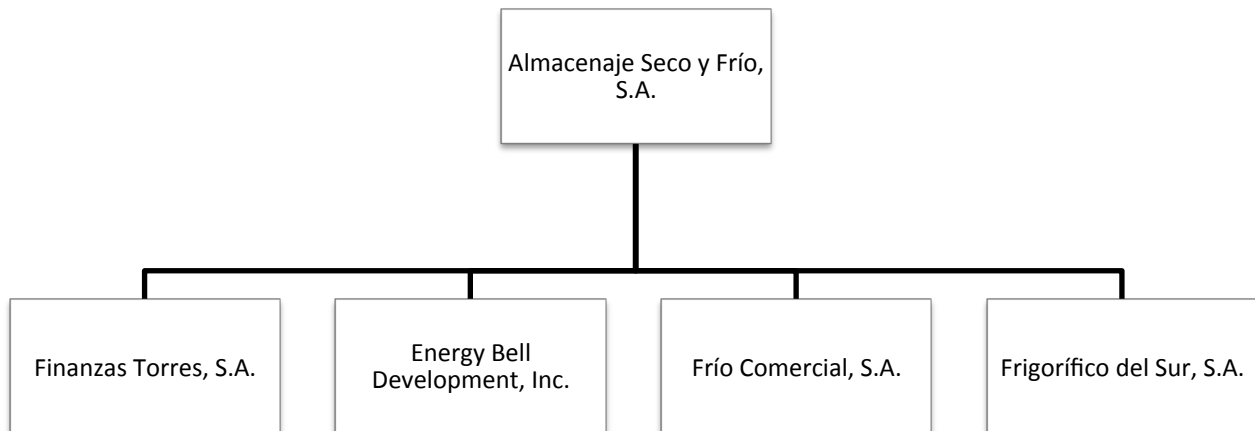 Almacenaje Seco y Frío,
S.A.
Finanzas Torres, S.A.
Energy Bell
Development, Inc.
Frío Comercial, S.A.
Frigorífico del Sur, S.A.